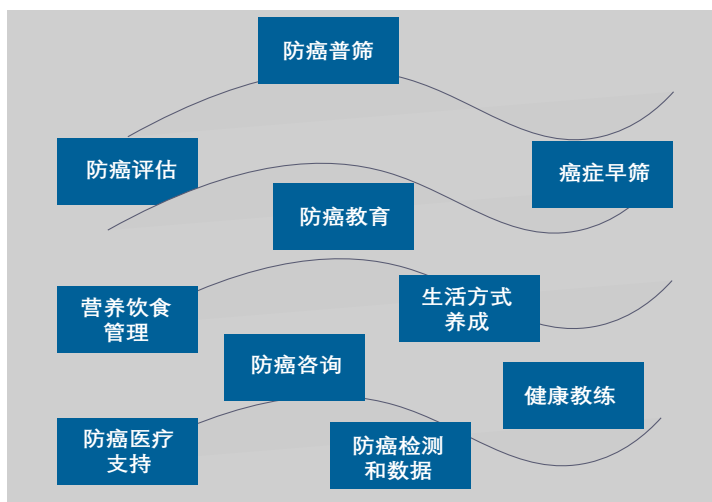 防癌普筛
防癌评估
癌症早筛
防癌教育
营养饮食
管理
生活方式
养成
防癌咨询
健康教练
防癌医疗
支持
防癌检测
和数据